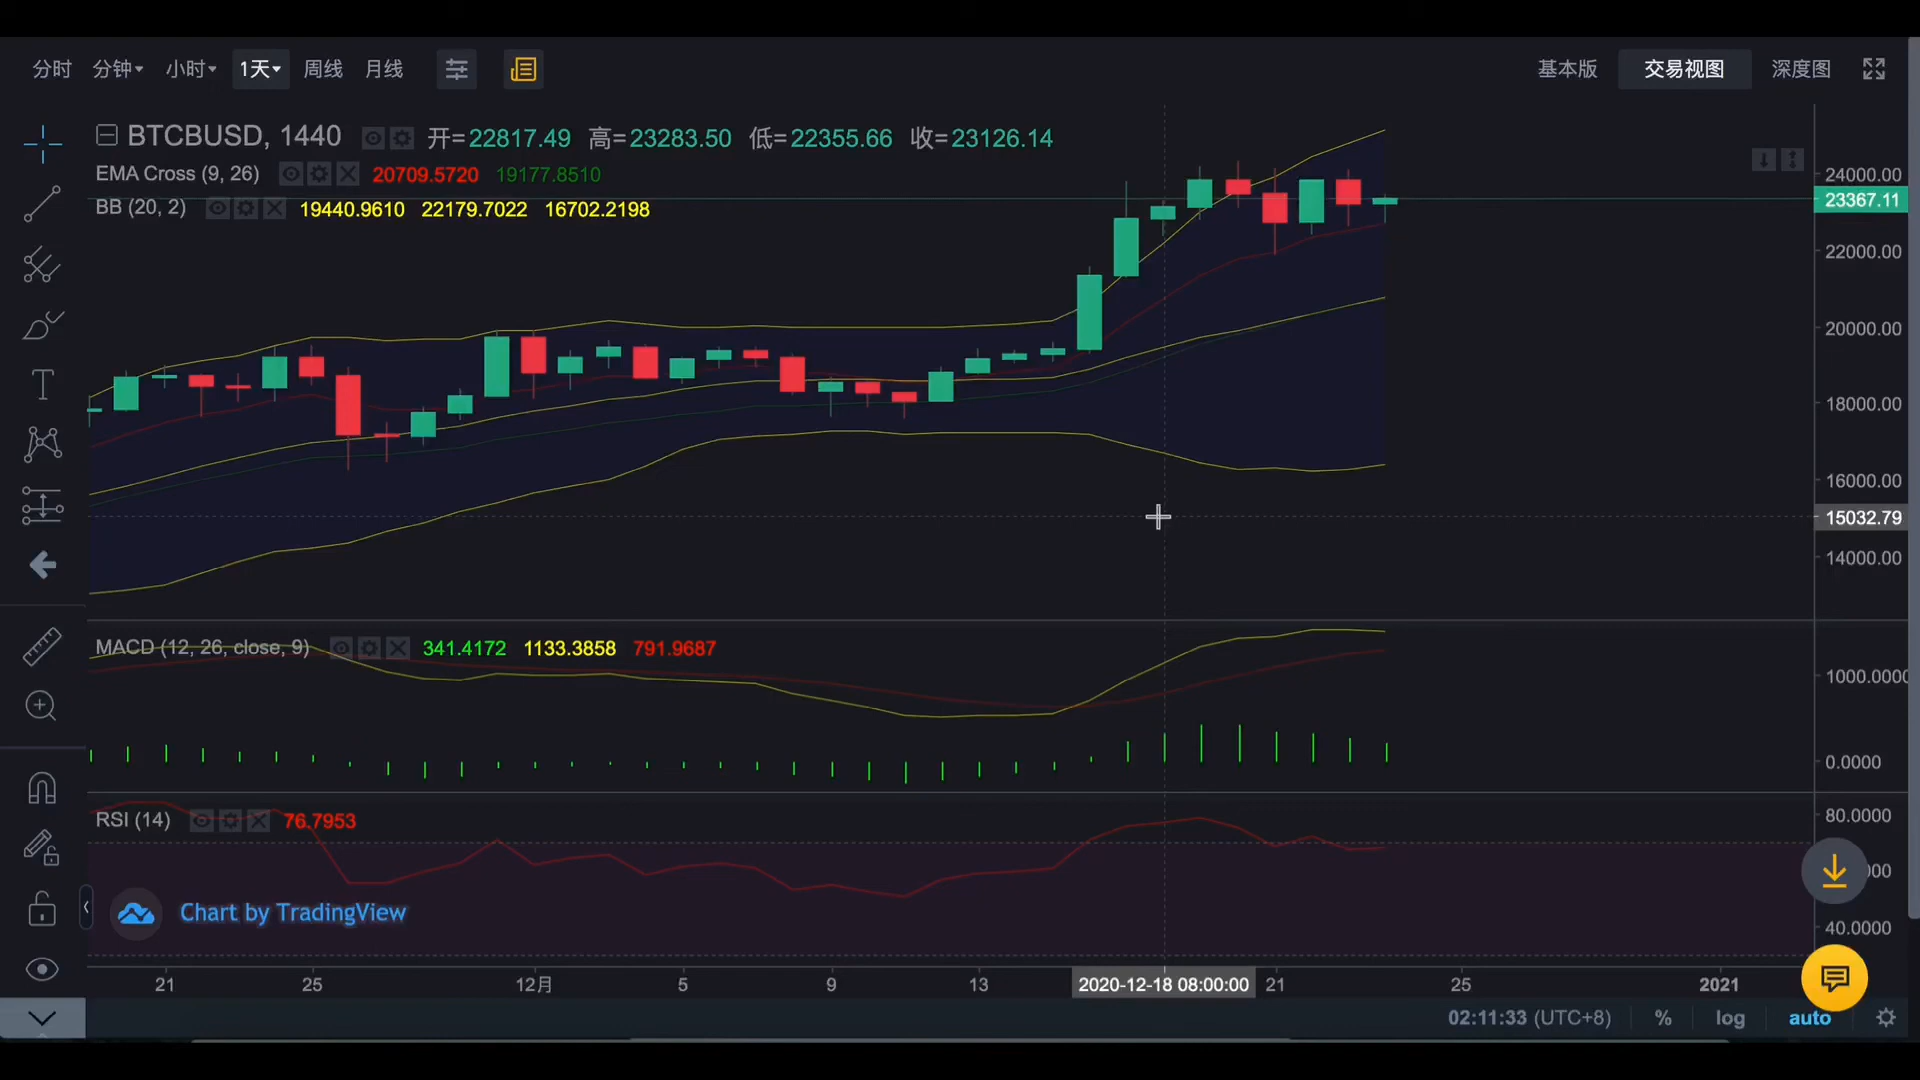 分时 分钟 小时 1天 周线 月线 基本版 交易视图 深度图
BTCBUSD, 1440 开=22817.49 高=23283.50 低=22355.66 收=23126.14
EMA Cross (9, 26) 20709.5720 19177.8510
BB (20, 2) 19440.9610 22179.7022 16702.2198
24000.00
23367.11
22000.00
20000.00
18000.00
16000.00
15032.79
14000.00
MACD (12, 26, close, 9) 341.4172 1133.3858 791.9687
1000.0000
0.0000
RSI (14) 76.7953
80.0000
40.0000
Chart by TradingView
21 25 12月 5 9 13 2020-12-18 08:00:00 21 25 2021
02:11:33 (UTC+8) % log auto